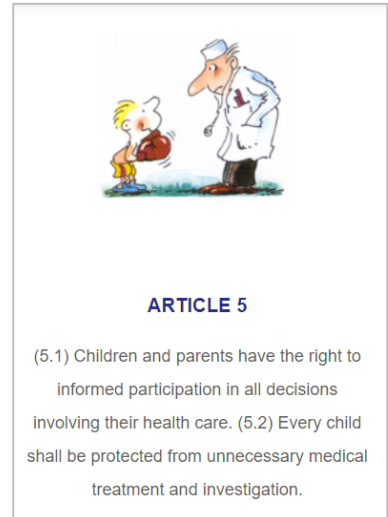 ARTICLE 5
(5.1) Children and parents have the right to
informed participation in all decisions
involving their health care. (5.2) Every child
shall be protected from unnecessary medical
treatment and investigation.